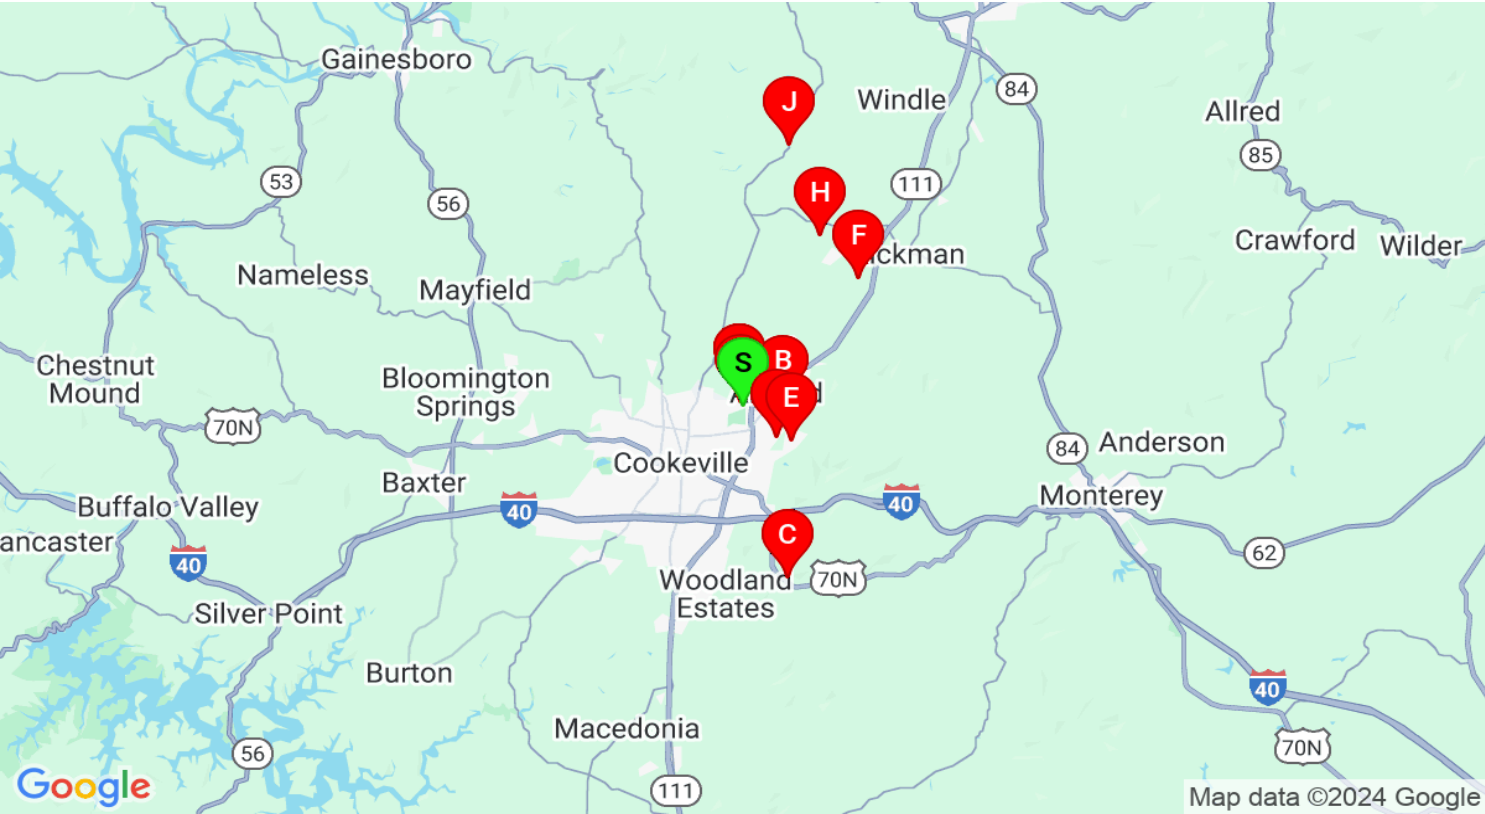 Gainesboro
J
Windle
84
Allred
85
53
56
H
111
F
Crawford
Wilder
Nameless
Mayfield
S
B
Chestnut
Mound
Bloomington
Springs
E
70N
84
Anderson
Cookeville
Baxter
40
40
Monterey
Buffalo Valley
C
62
40
Woodland
Estates
70N
Silver Point
Burton
40
Macedonia
56
70N
111
Google
Map data ©2024 Google